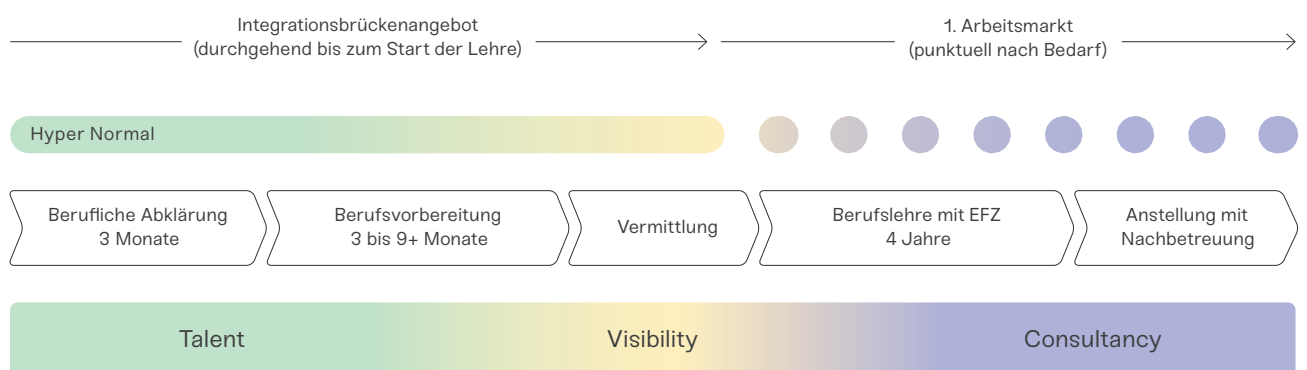 Integrationsbrückenangebot
(durchgehend bis zum Start der Lehre)
1. Arbeitsmarkt
(punktuell nach Bedarf)
Hyper Normal
Berufliche Abklärung
3 Monate
Berufsvorbereitung
3 bis 9+ Monate
Vermittlung
Berufslehre mit EFZ
4 Jahre
Anstellung mit
Nachbetreuung
Talent
Visibility
Consultancy